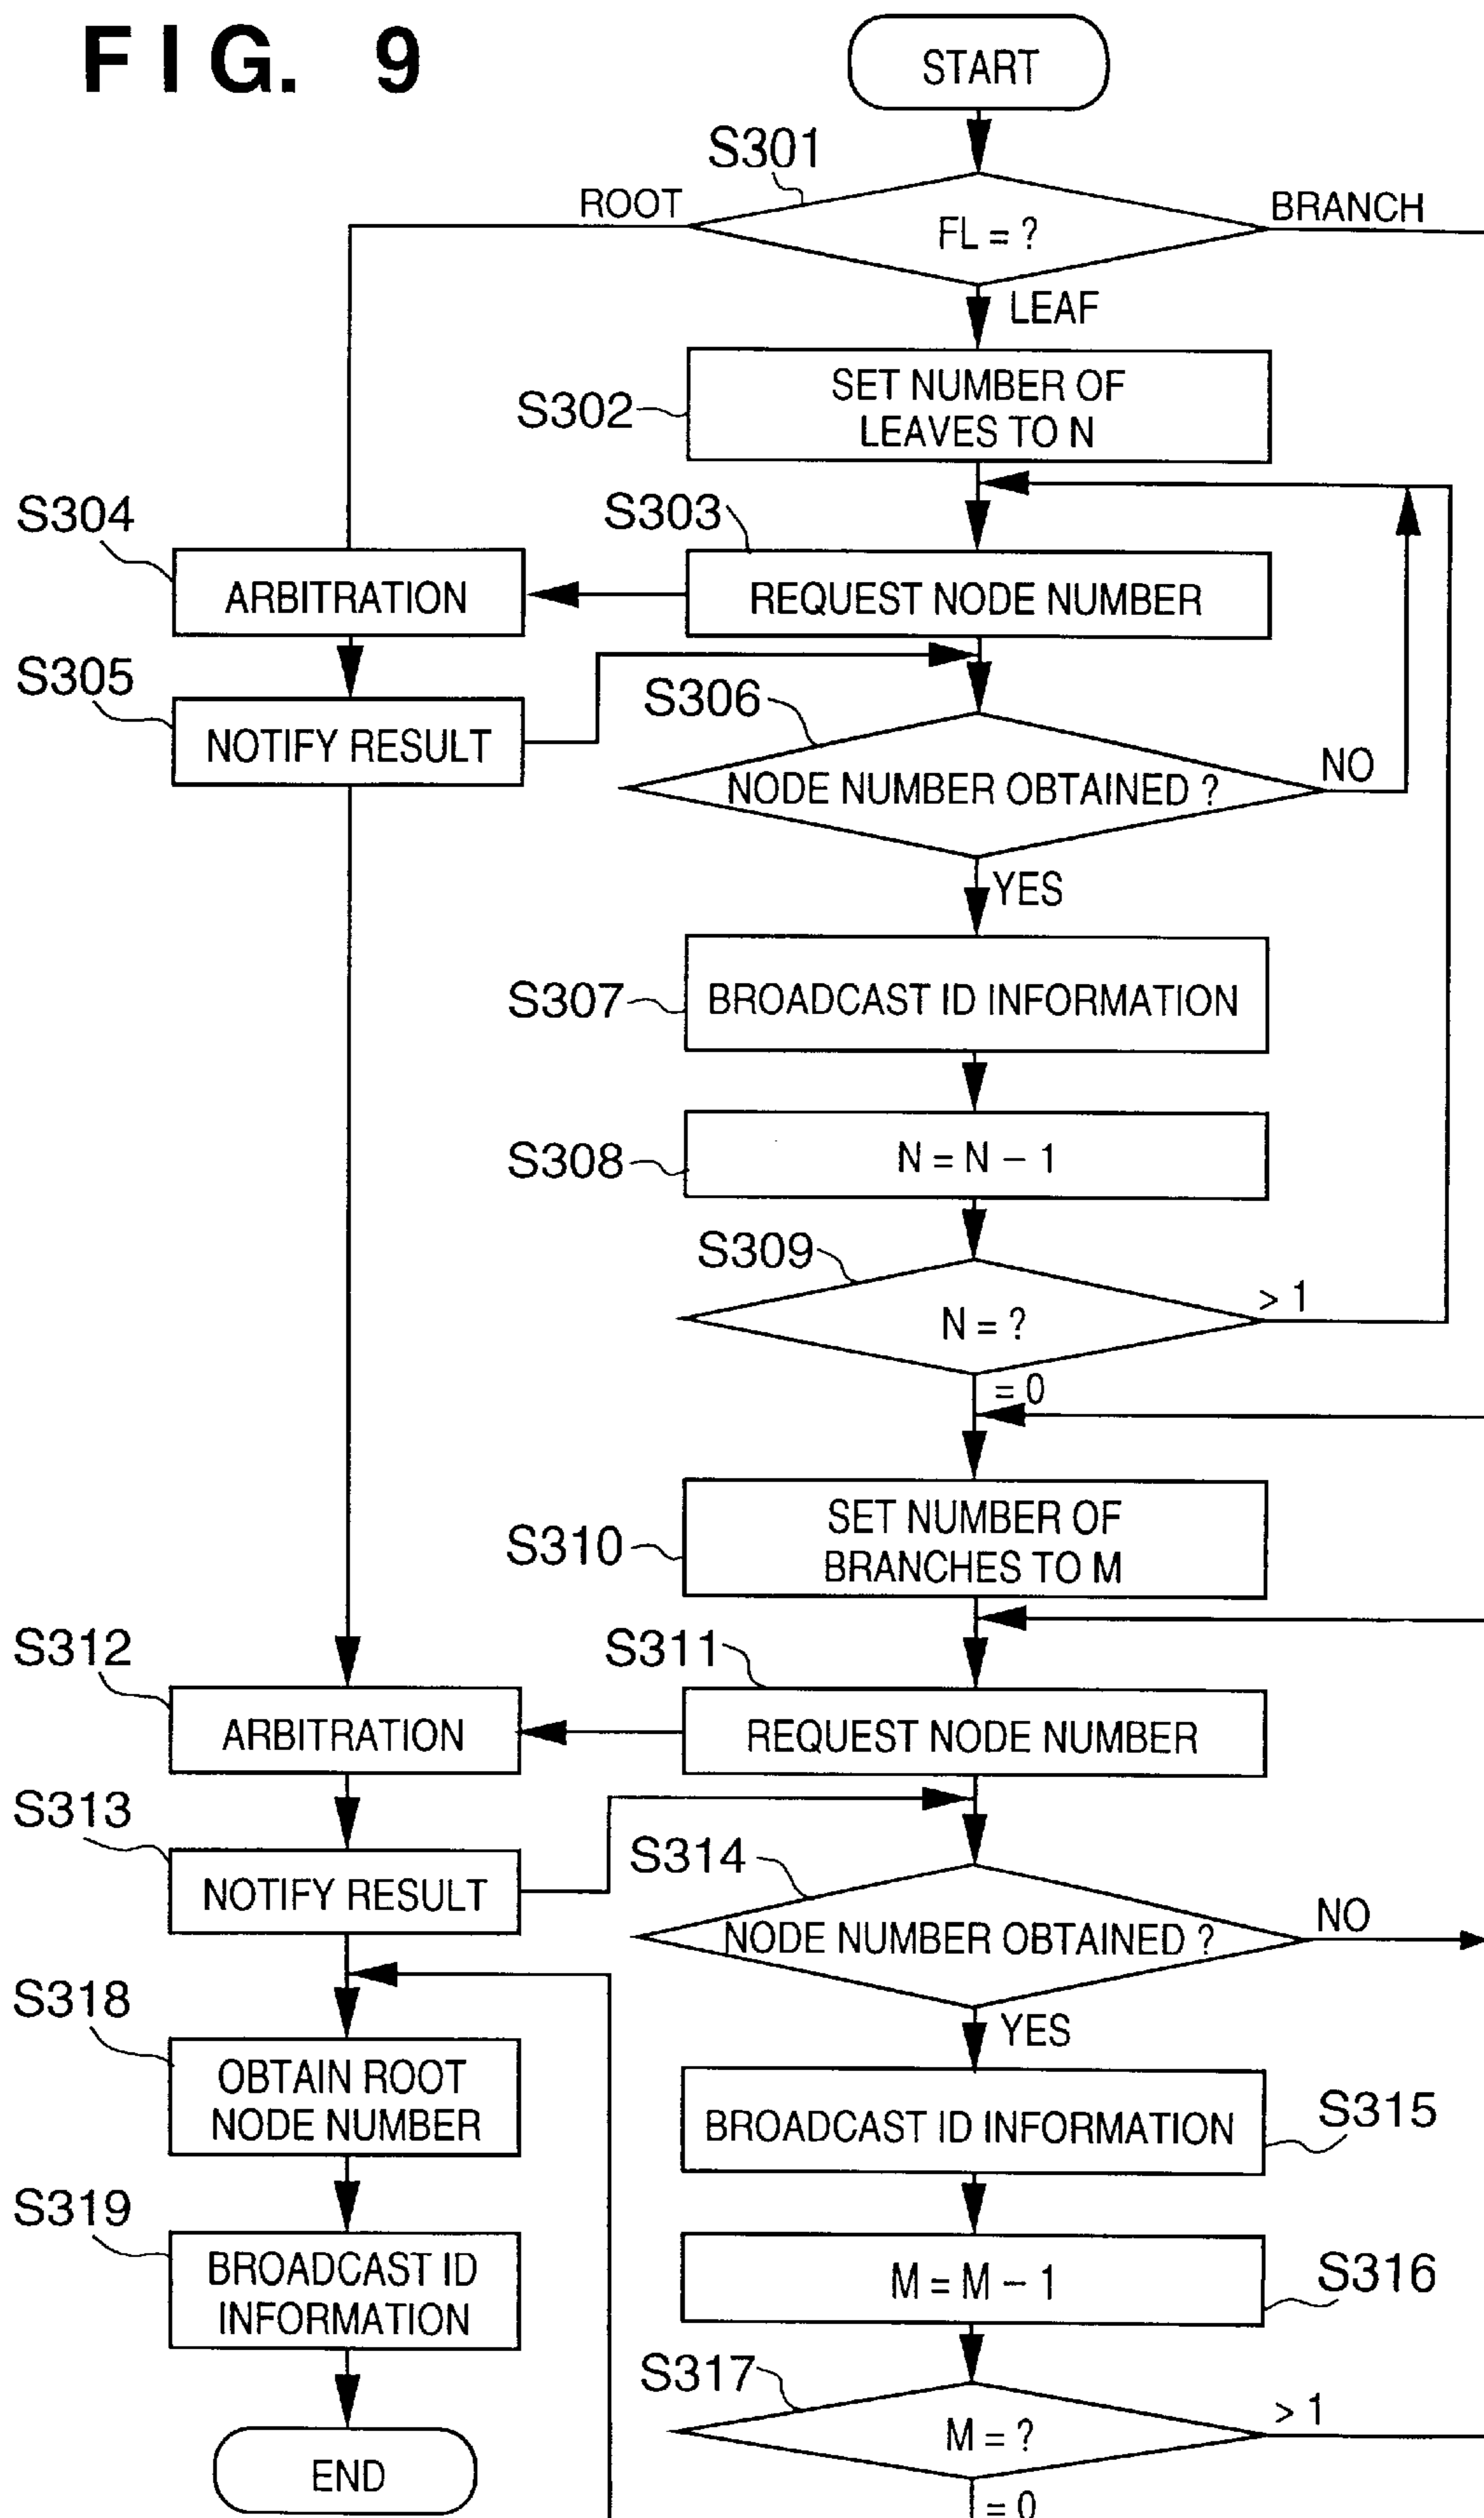 FIG. 9
START
S301
ROOT
FL = ?
BRANCH
LEAF
S302
SET NUMBER OF
LEAVES TO N
S304
S303
ARBITRATION
REQUEST NODE NUMBER
S305
NOTIFY RESULT
S306
NODE NUMBER OBTAINED ?
NO
YES
S307
BROADCAST ID INFORMATION
S308
N = N − 1
S309
N = ?
> 1
= 0
S310
SET NUMBER OF
BRANCHES TO M
S312
S311
ARBITRATION
REQUEST NODE NUMBER
S313
NOTIFY RESULT
S314
NODE NUMBER OBTAINED ?
NO
YES
S318
OBTAIN ROOT
NODE NUMBER
BROADCAST ID INFORMATION
S315
S319
BROADCAST ID
INFORMATION
M = M − 1
S316
S317
M = ?
> 1
= 0
END